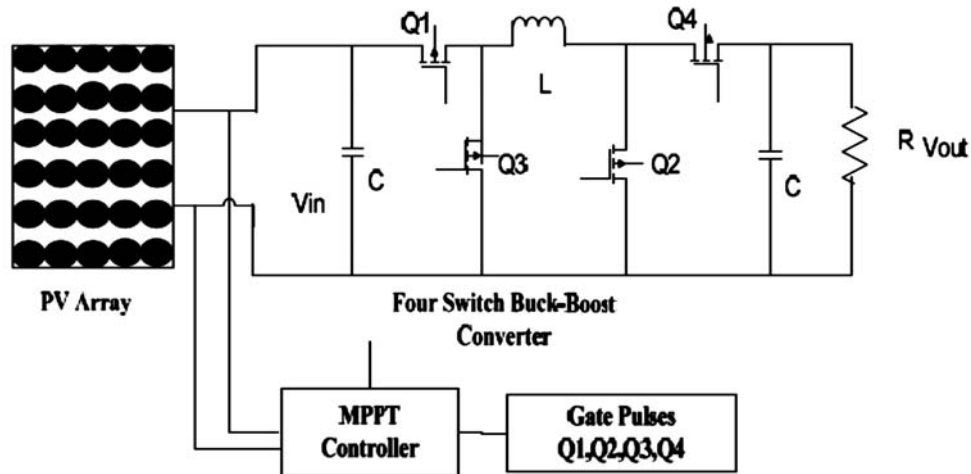 Q1
Q4
L
C
Q3
Q2
C
R
Vout
Vin
PV Array
Four Switch Buck-Boost
Converter
MPPT
Controller
Gate Pulses
Q1,Q2,Q3,Q4